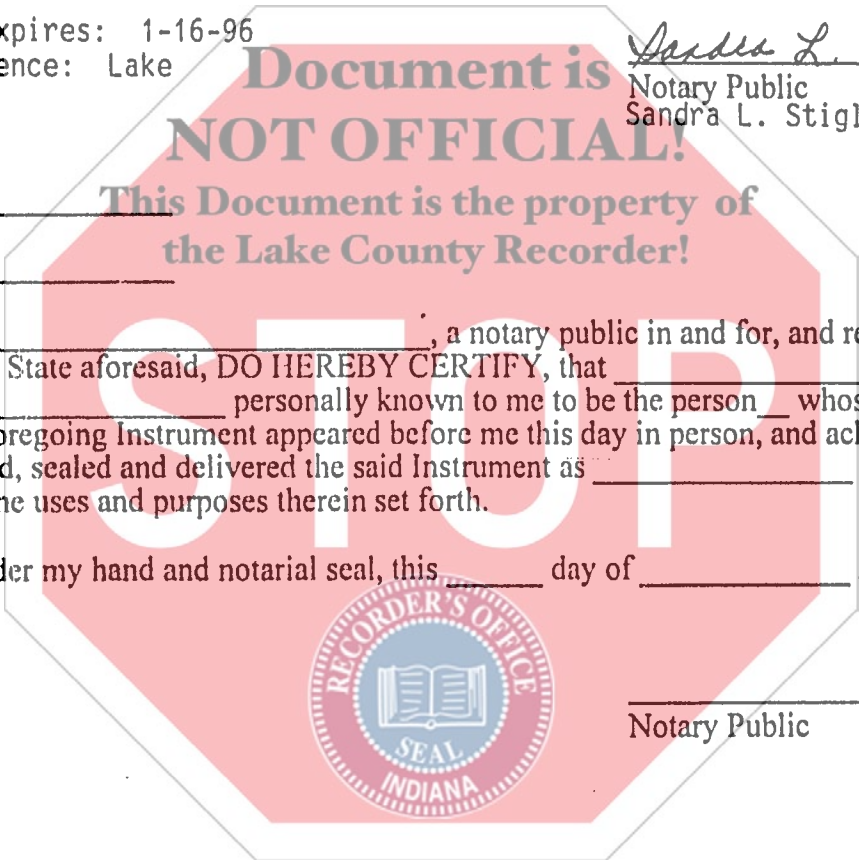 xpires: 1-16-96
ence: Lake
Sandra L.
Notary Public
Sandra L. Stigl
Document is
NOT OFFICIAL!
This Document is the property of
the Lake County Recorder!
STOP
, a notary public in and for, and re
State aforesaid, DO HEREBY CERTIFY, that
personally known to me to be the person__ whos
oregoing Instrument appeared before me this day in person, and ack
d, sealed and delivered the said Instrument as
ne uses and purposes therein set forth.
der my hand and notarial seal, this ______ day of ______
RECORDER'S OFFICE
SEAL
INDIANA
Notary Public